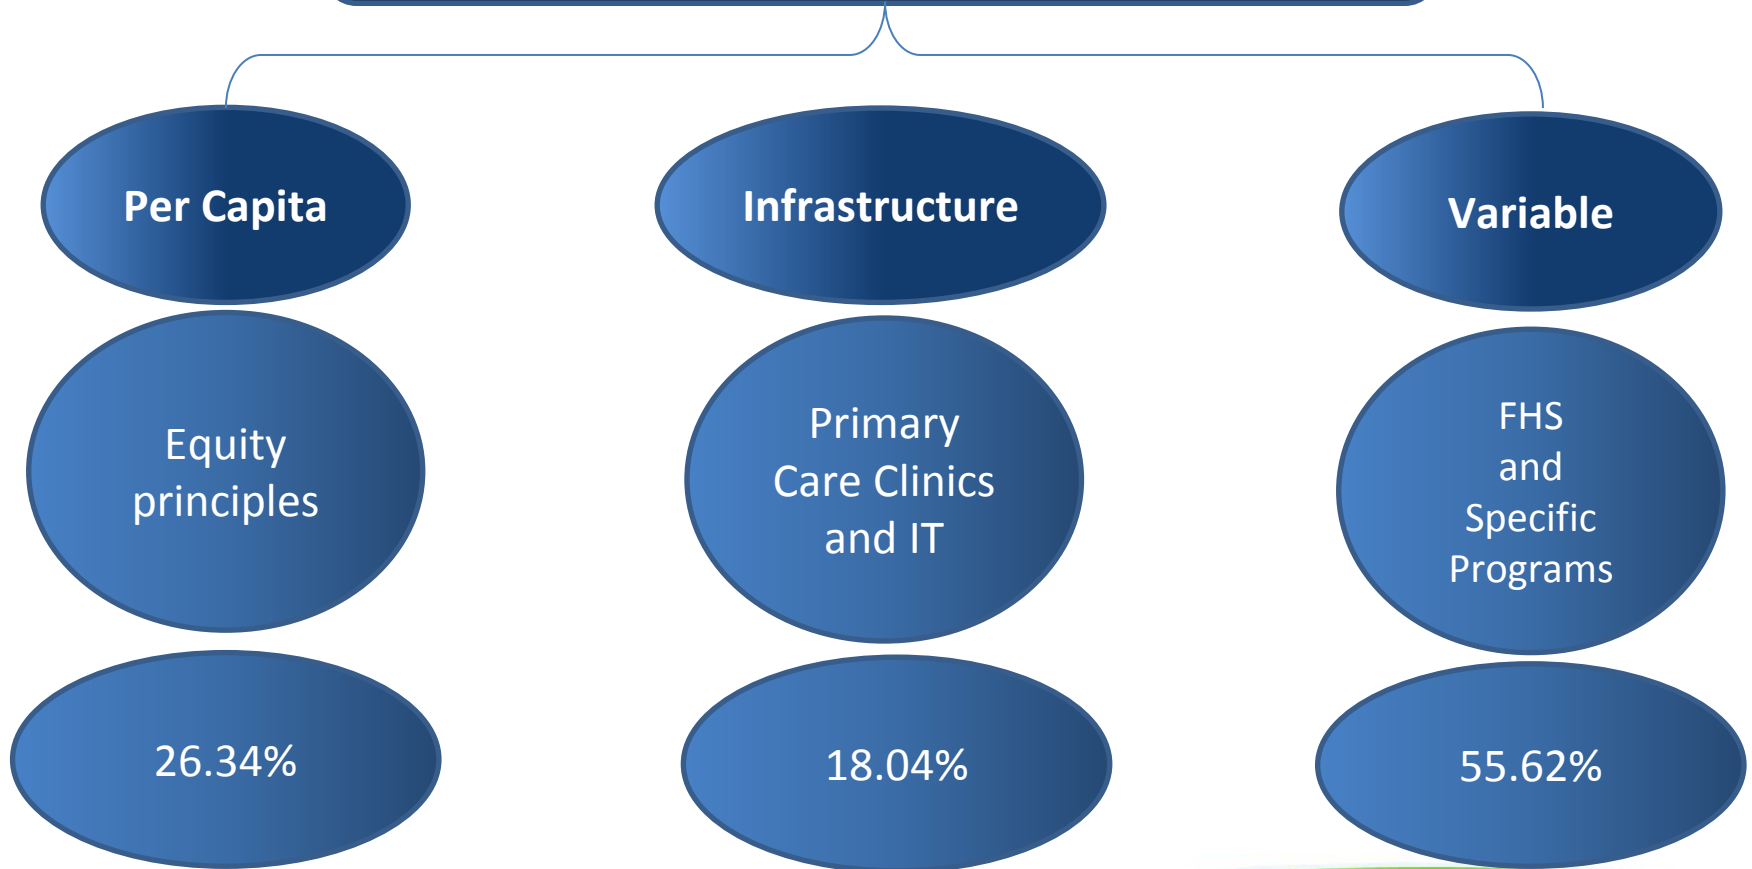 Per Capita
Infrastructure
Variable
Equity
principles
Primary
Care Clinics
and IT
FHS
and
Specific
Programs
26.34%
18.04%
55.62%